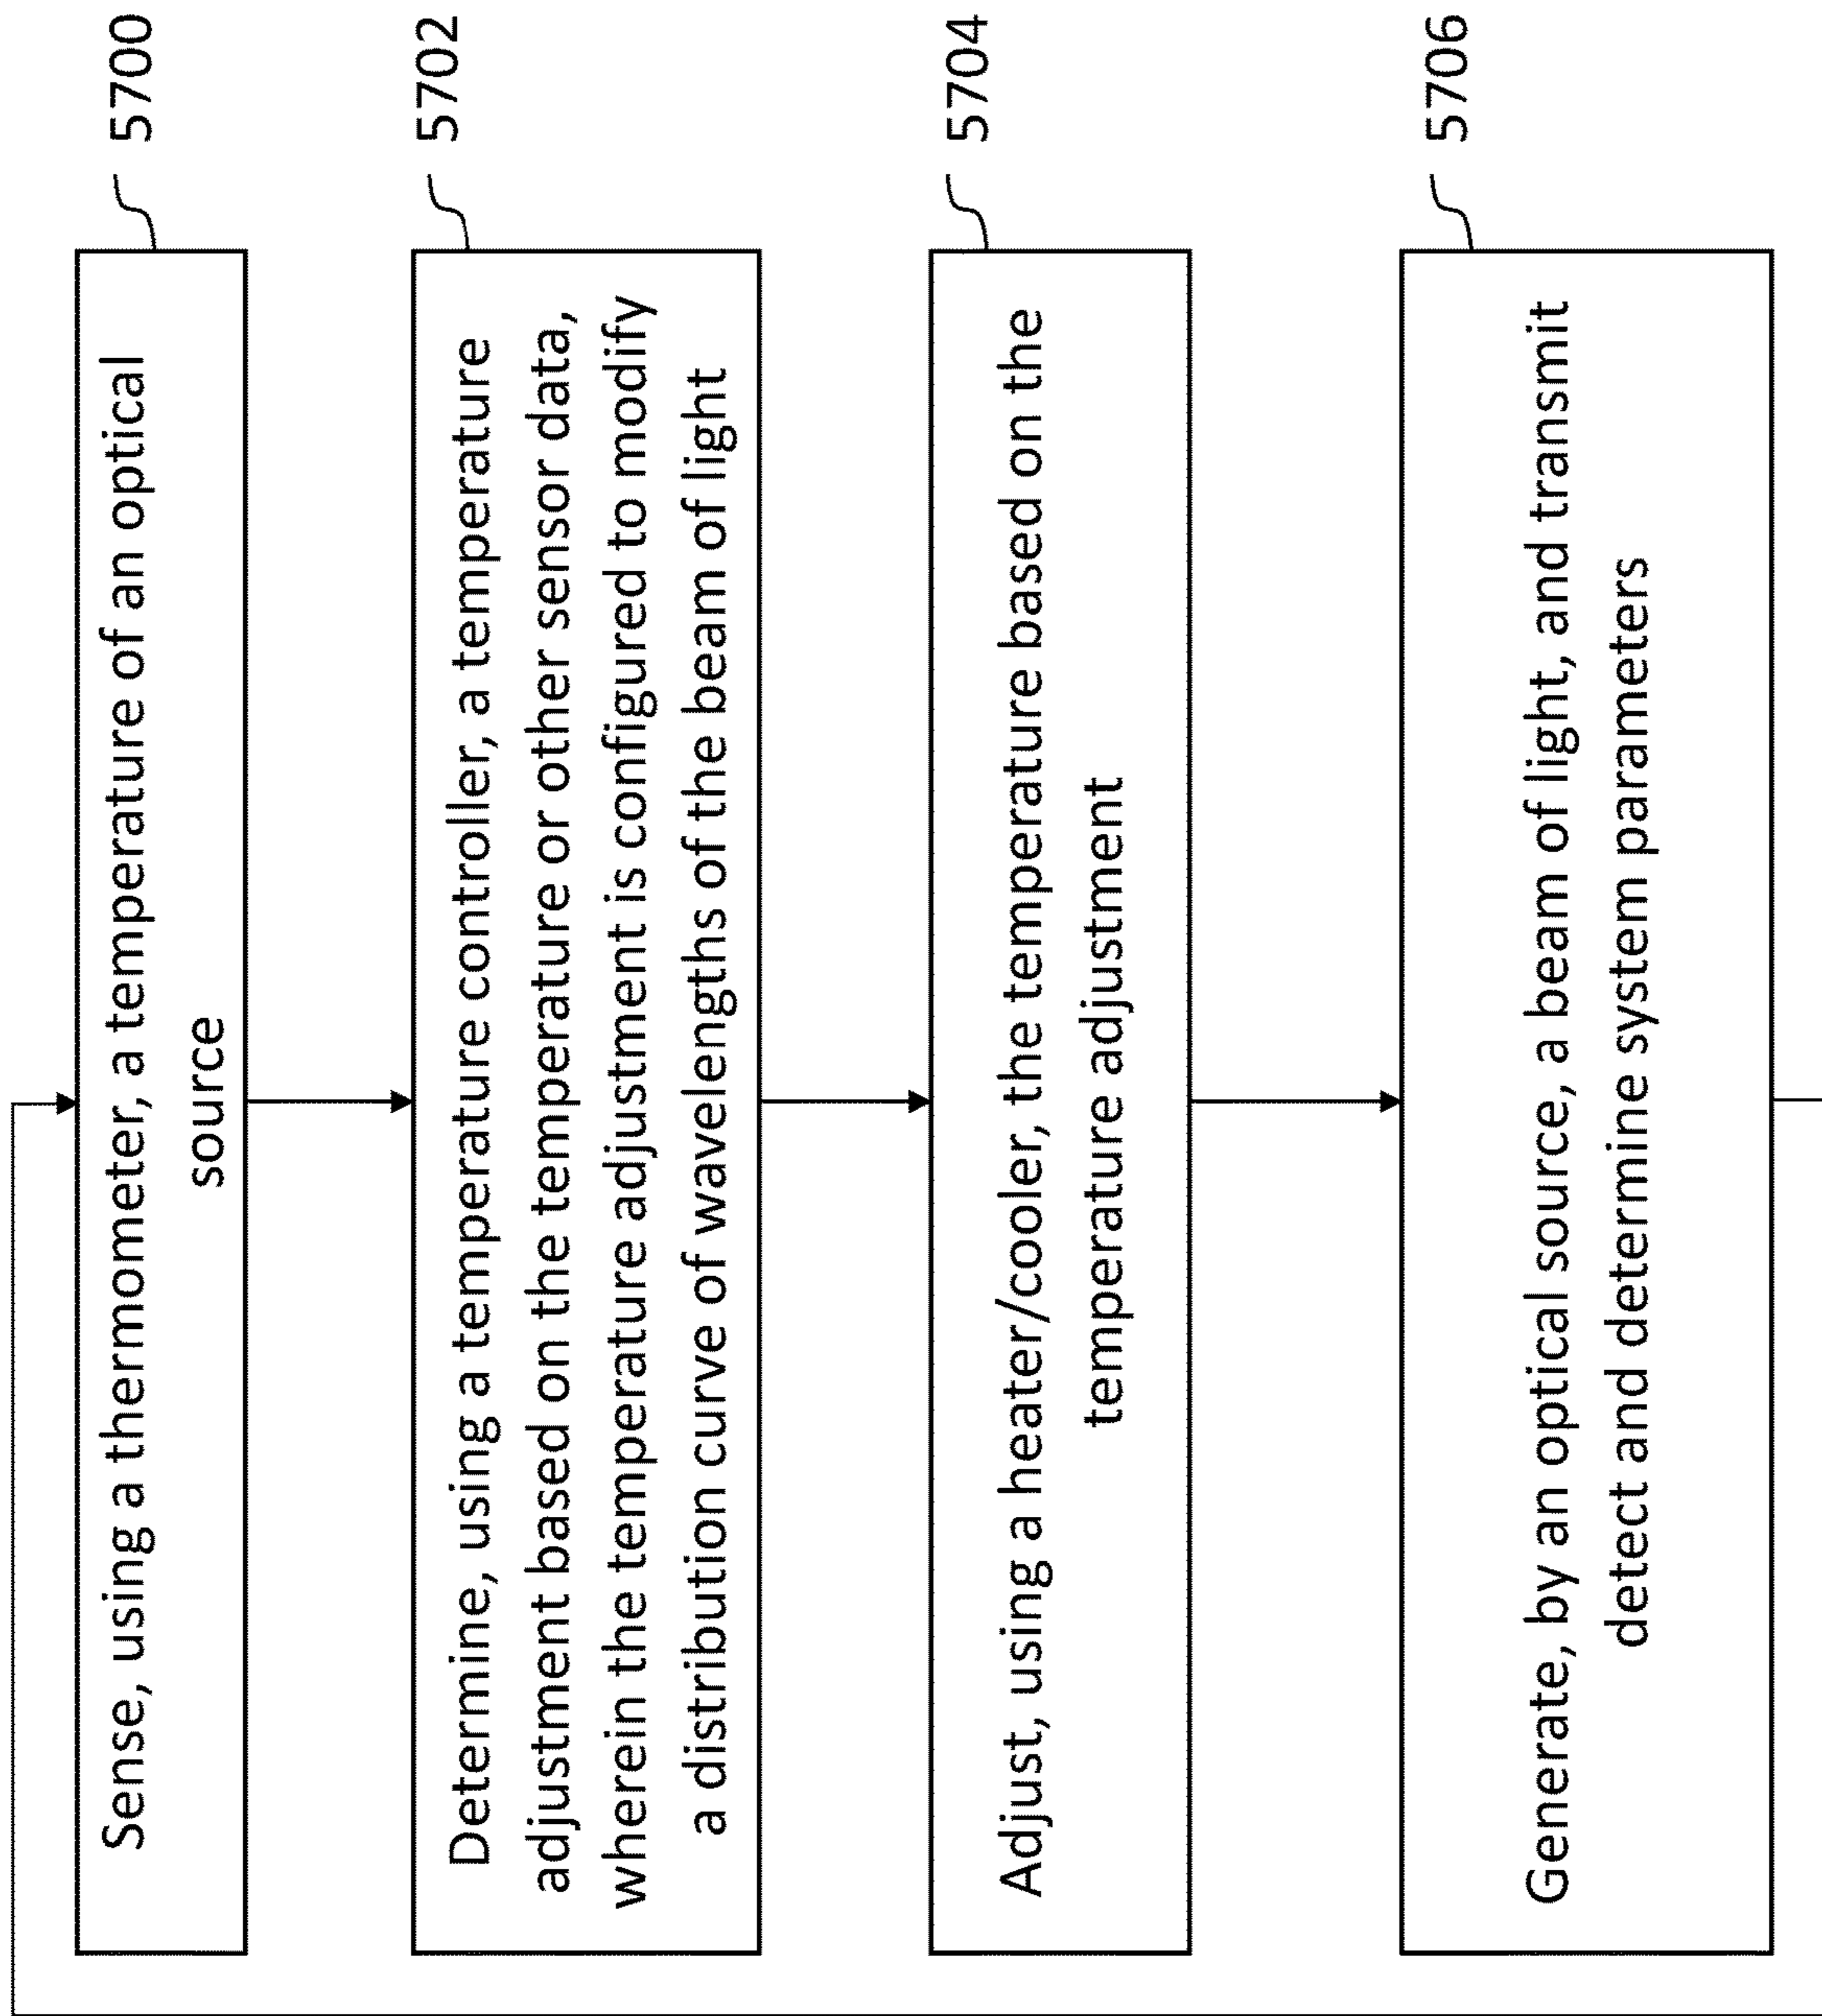 Sense, using a thermometer, a temperature of an optical
source
5700
Determine, using a temperature controller, a temperature
adjustment based on the temperature or other sensor data,
wherein the temperature adjustment is configured to modify
a distribution curve of wavelengths of the beam of light
5702
Adjust, using a heater/cooler, the temperature based on the
temperature adjustment
5704
Generate, by an optical source, a beam of light, and transmit
detect and determine system parameters
5706